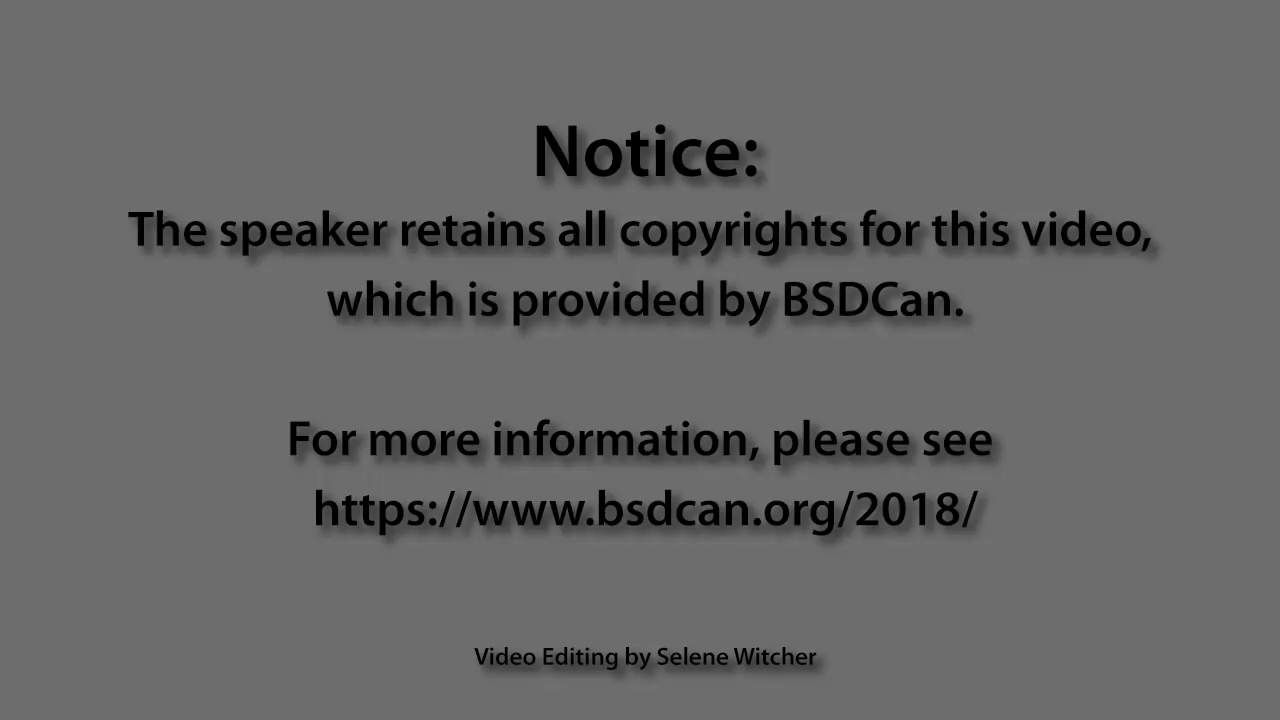 Notice:
The speaker retains all copyrights for this video,
which is provided by BSDCan.
For more information, please see
https://www.bsdcan.org/2018/
Video Editing by Selene Witcher